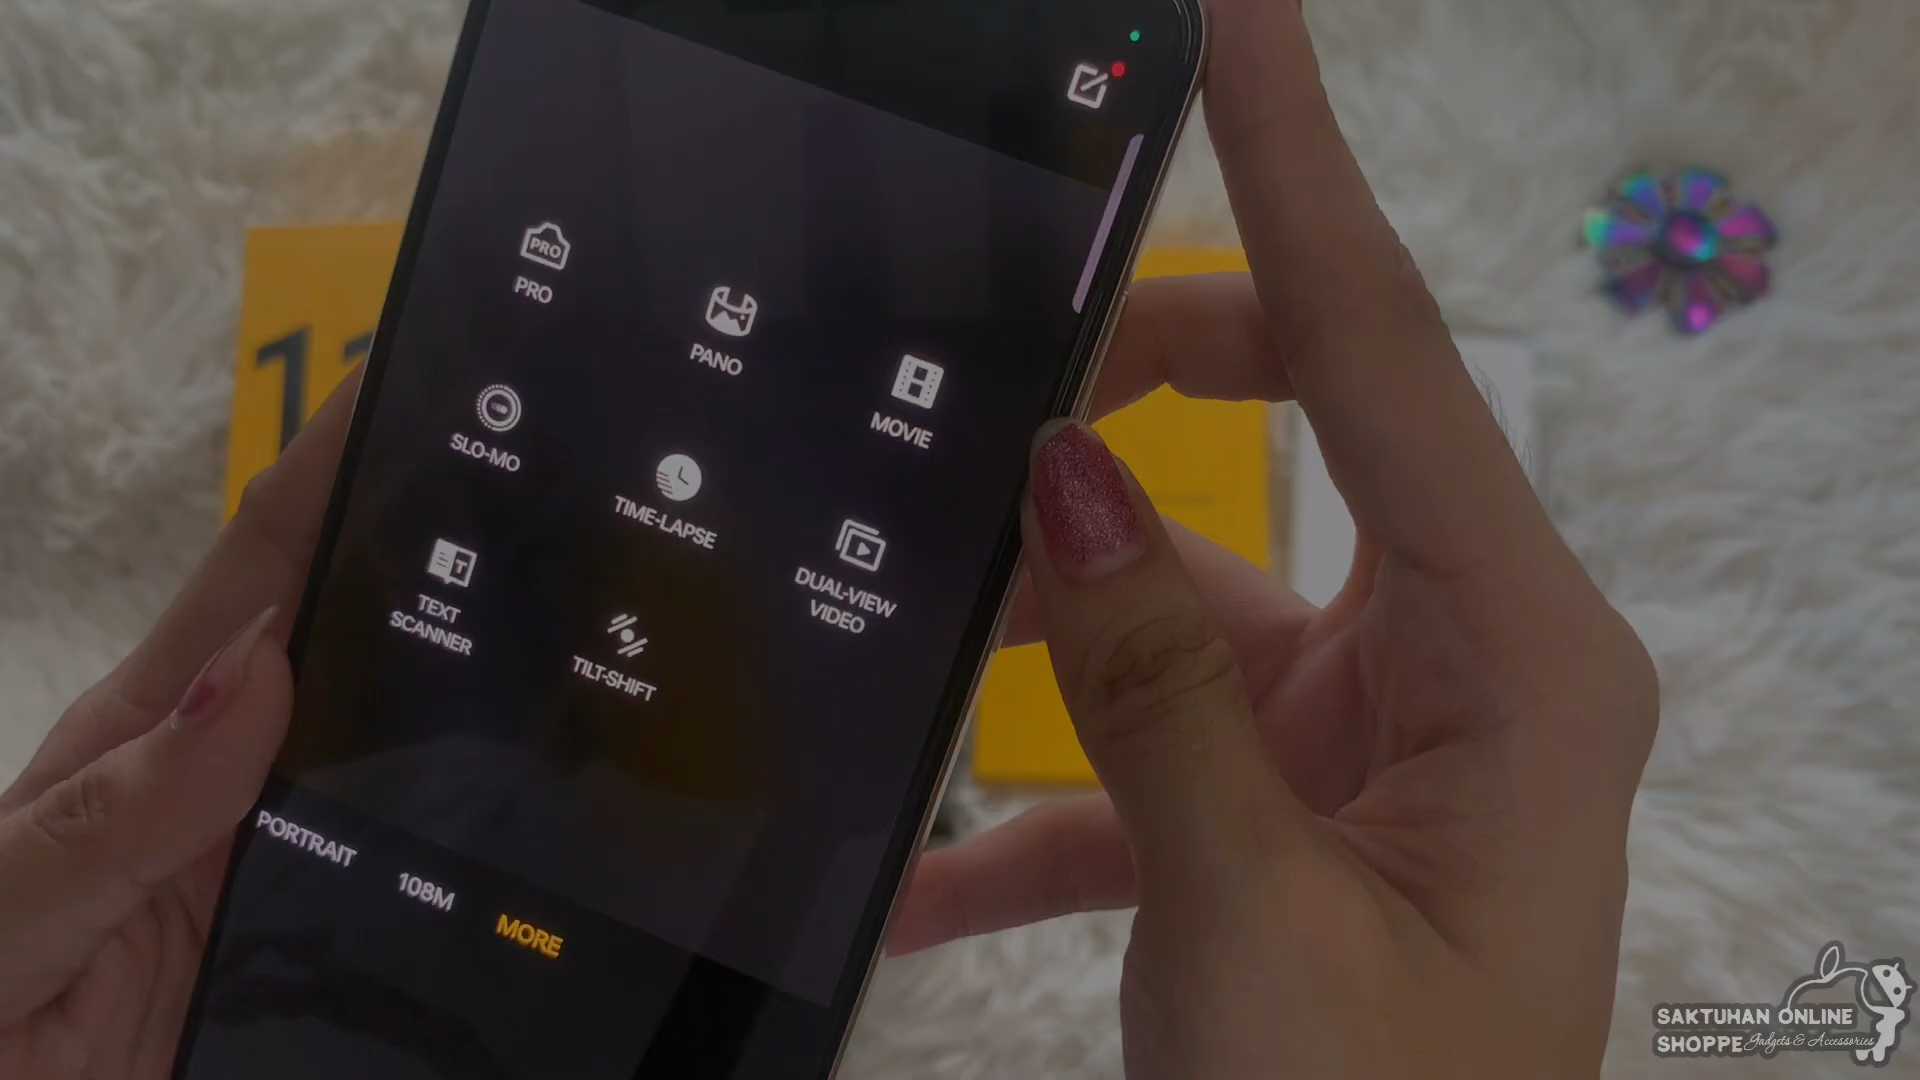 PRO
PRO
PANO
MOVIE
SLO-MO
TIME-LAPSE
DUAL-VIEW
VIDEO
T
TEXT
SCANNER
TILT-SHIFT
PORTRAIT
108M
MORE
11
SAKTUHAN ONLINE
SHOPPE Gadgets & Accessories